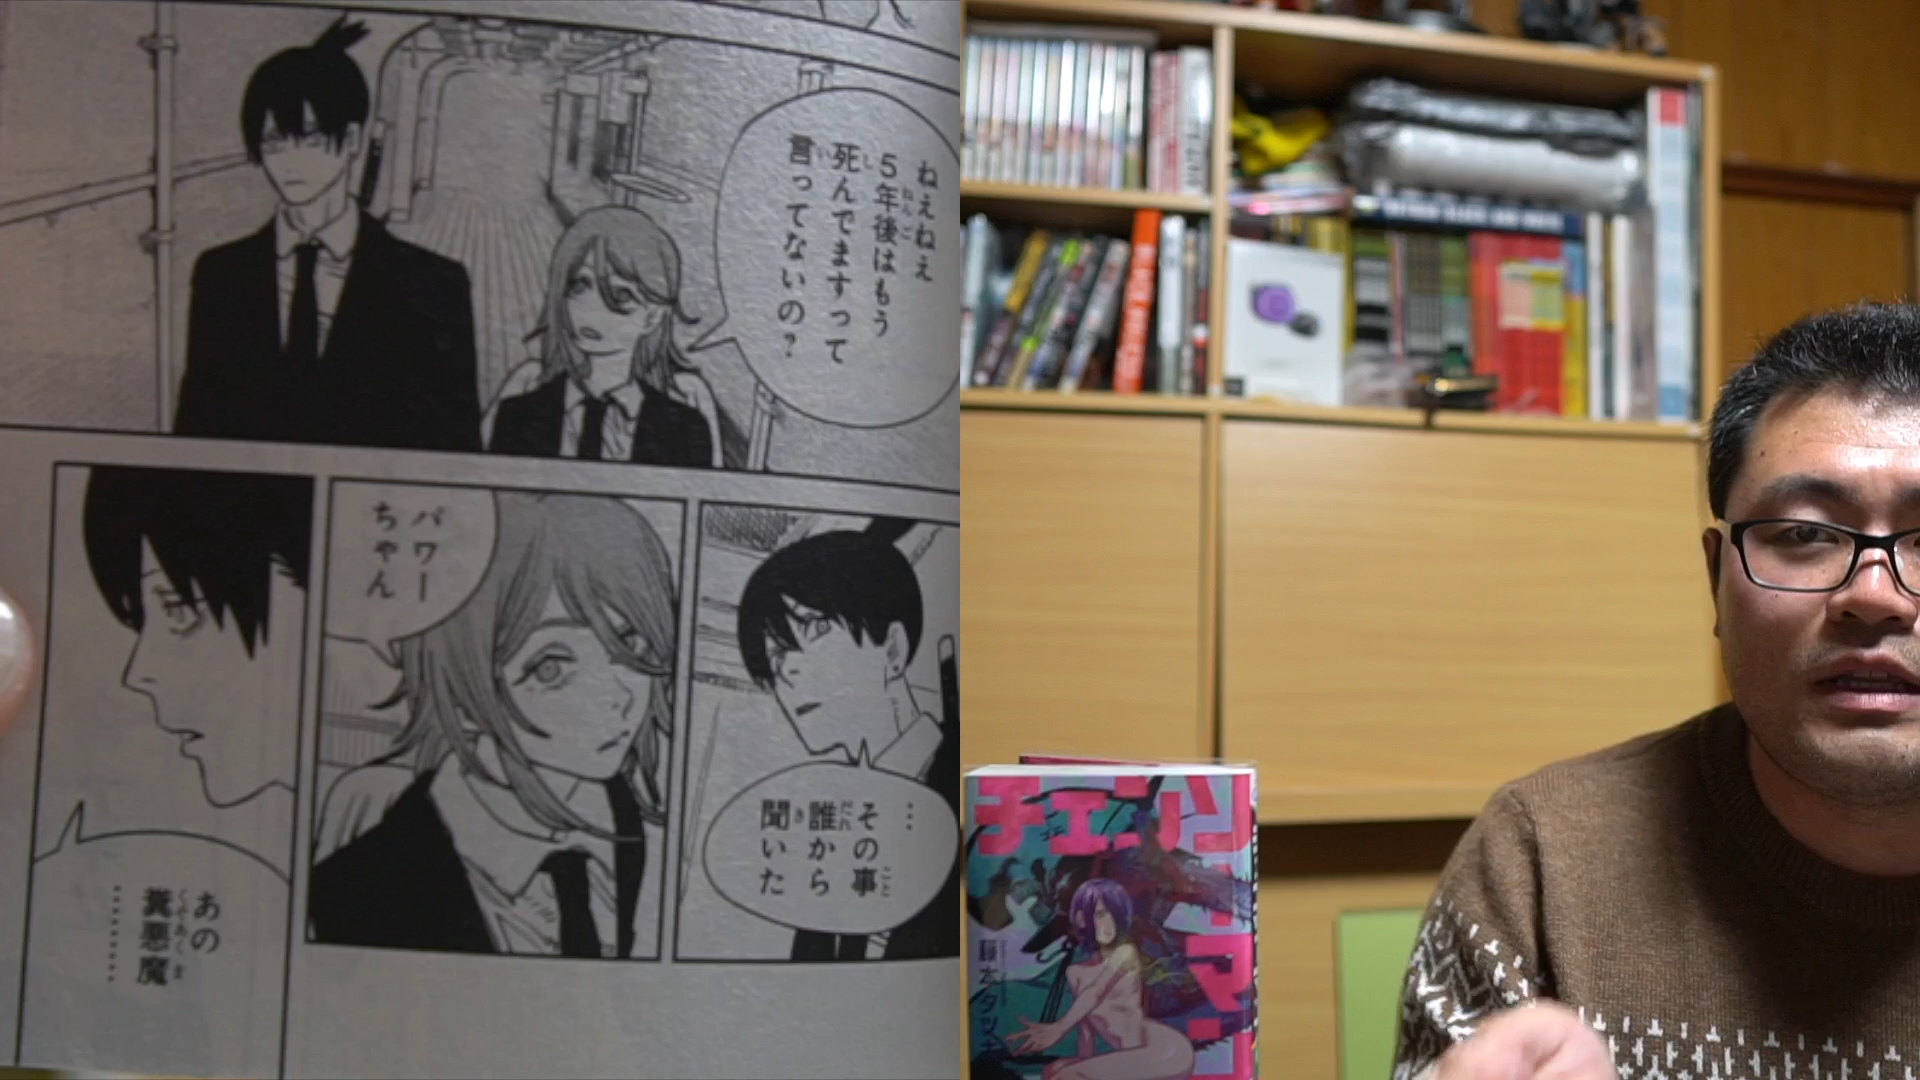 ねえねえ
5年後はもう
死んでますって
言ってないの？
…
その事
誰から
聞いた
パワー
ちゃん
あの
糞悪魔
………
チェンソーマン
藤本タツキ